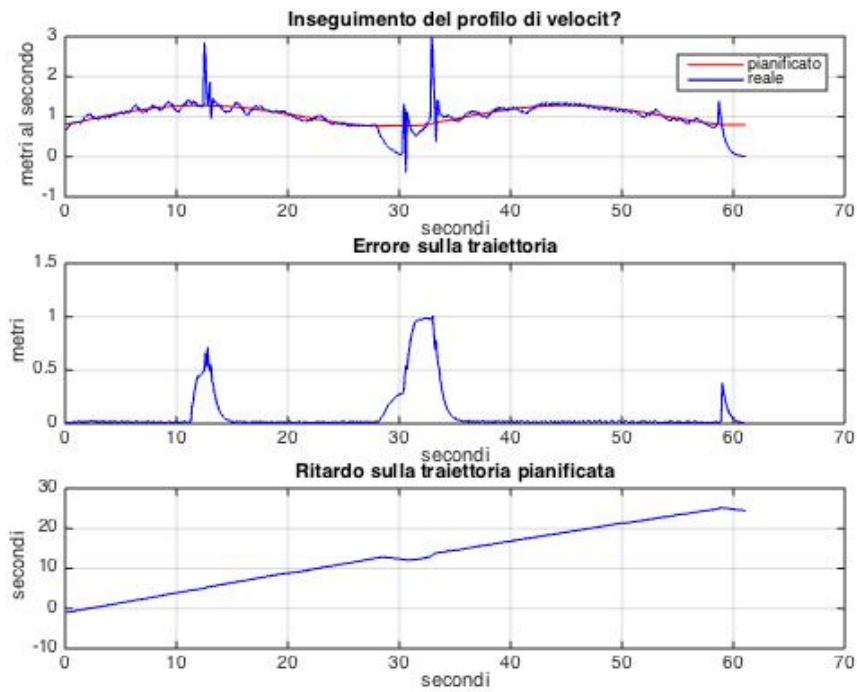 Inseguimento del profilo di velocit?
metri al secondo
3
2
1
0
-1
pianificato
reale
0 10 20 30 40 50 60 70
secondi
Errore sulla traiettoria
metri
1.5
1
0.5
0
0 10 20 30 40 50 60 70
secondi
Ritardo sulla traiettoria pianificata
secondi
30
20
10
0
-10
0 10 20 30 40 50 60 70
secondi